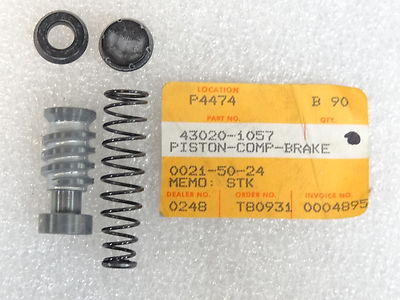 LOCATION
P4474 B 90
PART NO. QTY.
43020-1057
PISTON-COMP-BRAKE
0021-50-24
MEMO: STK
DEALER NO. ORDER NO. INVOICE NO.
0248 T80931 0004895